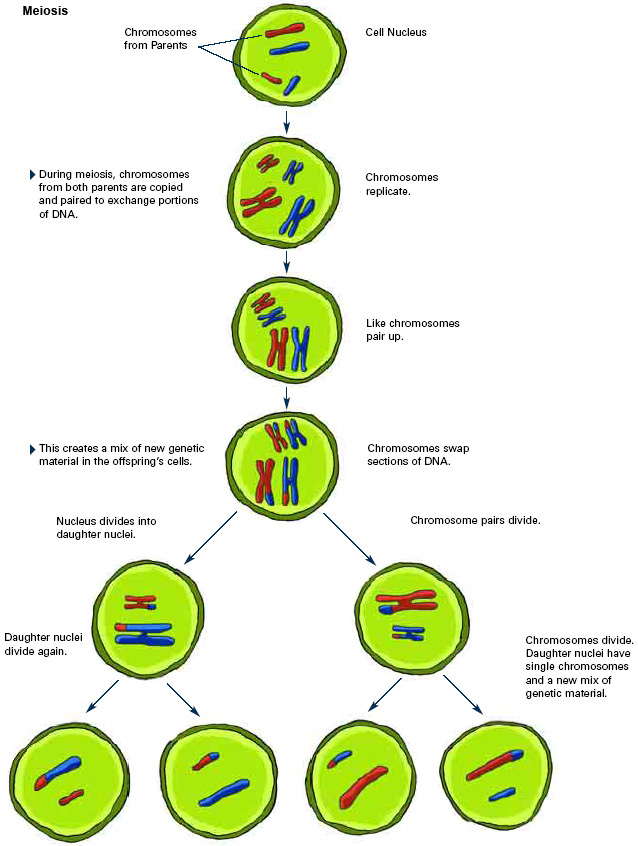 Meiosis
Chromosomes
from Parents
Cell Nucleus
During meiosis, chromosomes
from both parents are copied
and paired to exchange portions
of DNA.
Chromosomes
replicate.
Like chromosomes
pair up.
This creates a mix of new genetic
material in the offspring's cells.
Chromosomes swap
sections of DNA.
Nucleus divides into
daughter nuclei.
Chromosome pairs divide.
Daughter nuclei
divide again.
Chromosomes divide.
Daughter nuclei have
single chromosomes
and a new mix of
genetic material.